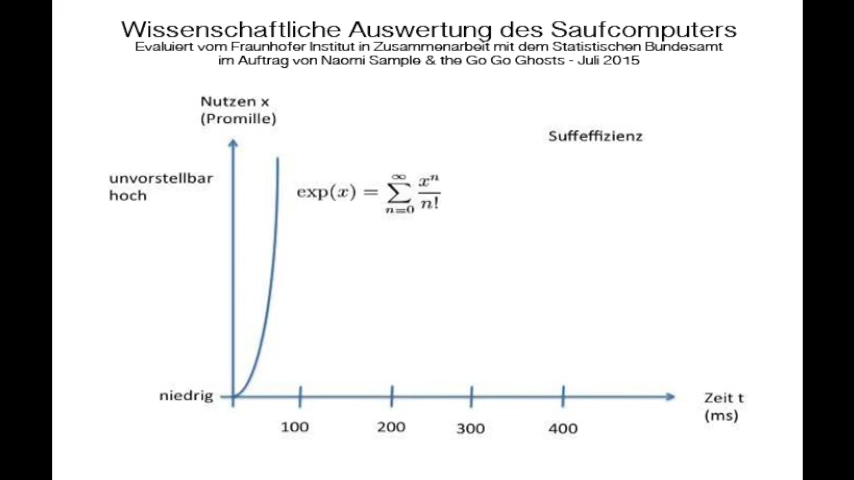 Wissenschaftliche Auswertung des Saufcomputers
Evaluiert vom Fraunhofer Institut in Zusammenarbeit mit dem Statistischen Bundesamt
im Auftrag von Naomi Sample & the Go Go Ghosts - Juli 2015
Nutzen x
(Promille)
Suffeffizienz
unvorstellbar
hoch
exp(x) = ∑_{n=0}^{∞} x^n/n!
niedrig
Zeit t
(ms)
100 200 300 400